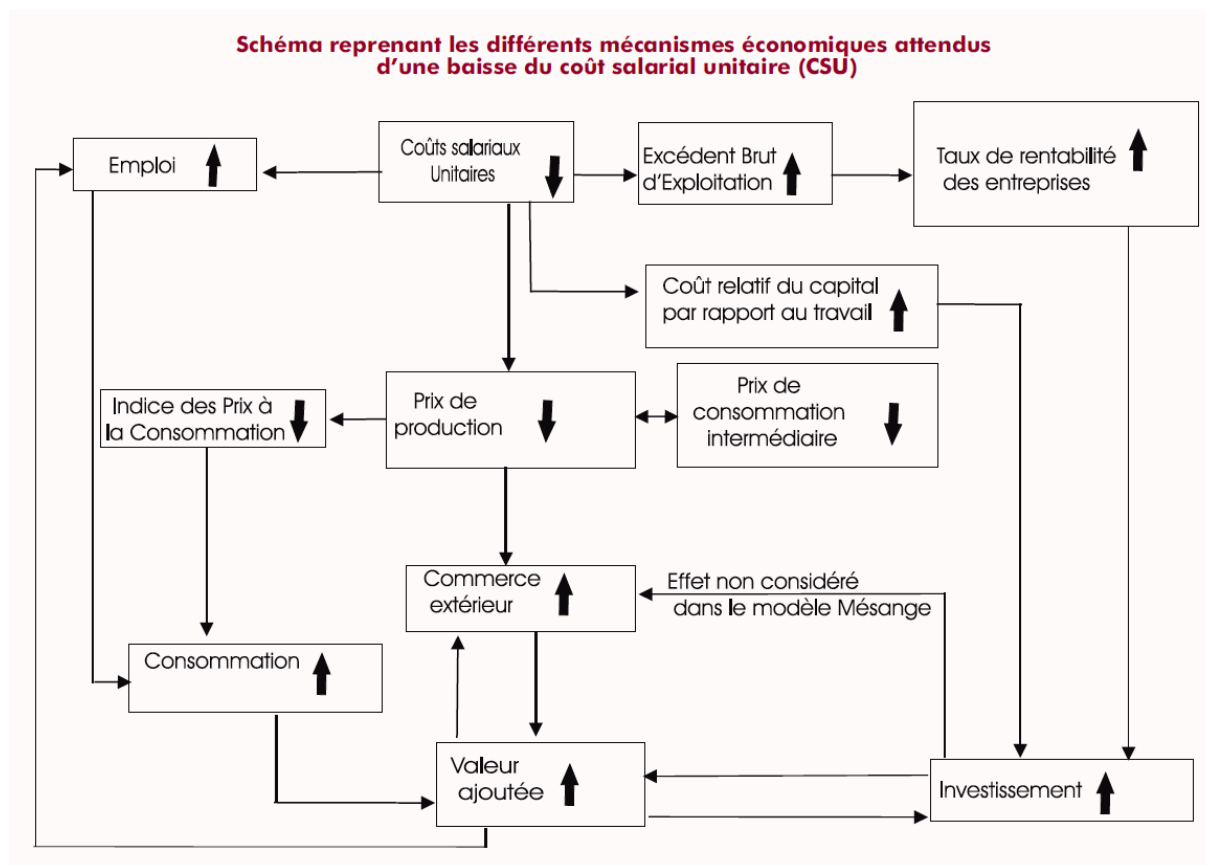 Schéma reprenant les différents mécanismes économiques attendus
d'une baisse du coût salarial unitaire (CSU)
Emploi
Coûts salariaux
Unitaires
Excédent Brut
d'Exploitation
Taux de rentabilité
des entreprises
Coût relatif du capital
par rapport au travail
Indice des Prix à
la Consommation
Prix de
production
Prix de
consommation
intermédiaire
Commerce
extérieur
Effet non considéré
dans le modèle Mésange
Consommation
Valeur
ajoutée
Investissement